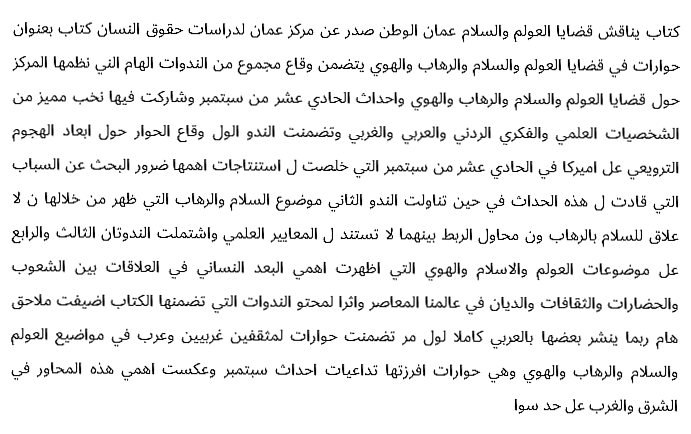 كتاب يناقش قضايا العولم والسلام عمان الوطن صدر عن مركز عمان لدراسات حقوق النسان كتاب بعنوان
حوارات في قضايا العولم والسلام والرهاب والهوي يتضمن وقاع مجموع من الندوات الهام الني نظمها المركز
حول قضايا العولم والسلام والرهاب والهوي واحداث الحادي عشر من سبتمبر وشاركت فيها نخب مميز من
الشخصيات العلمي والفكري الردني والعربي والغربي وتضمنت الندو الول وقاع الحوار حول ابعاد الهجوم
الترويعي عل اميركا في الحادي عشر من سبتمبر التي خلصت ل استنتاجات اهمها ضرور البحث عن السباب
التي قادت ل هذه الحداث في حين تناولت الندو الثاني موضوع السلام والرهاب التي ظهر من خلالها ن لا
علاق للسلام بالرهاب ون محاول الربط بينهما لا تستند ل المعايير العلمي واشتملت الندوتان الثالث والرابع
عل موضوعات العولم والاسلام والهوي التي اظهرت اهمي البعد النساني في العلاقات بين الشعوب
والحضارات والثقافات والديان في عالمنا المعاصر واثرا لمحتو الندوات التي تضمنها الكتاب اضيفت ملاحق
هام ربما ينشر بعضها بالعربي كاملا لول مر تضمنت حوارات لمثقفين غربيين وعرب في مواضيع العولم
والسلام والرهاب والهوي وهي حوارات افرزتها تداعيات احداث سبتمبر وعكست اهمي هذه المحاور في
الشرق والغرب عل حد سوا